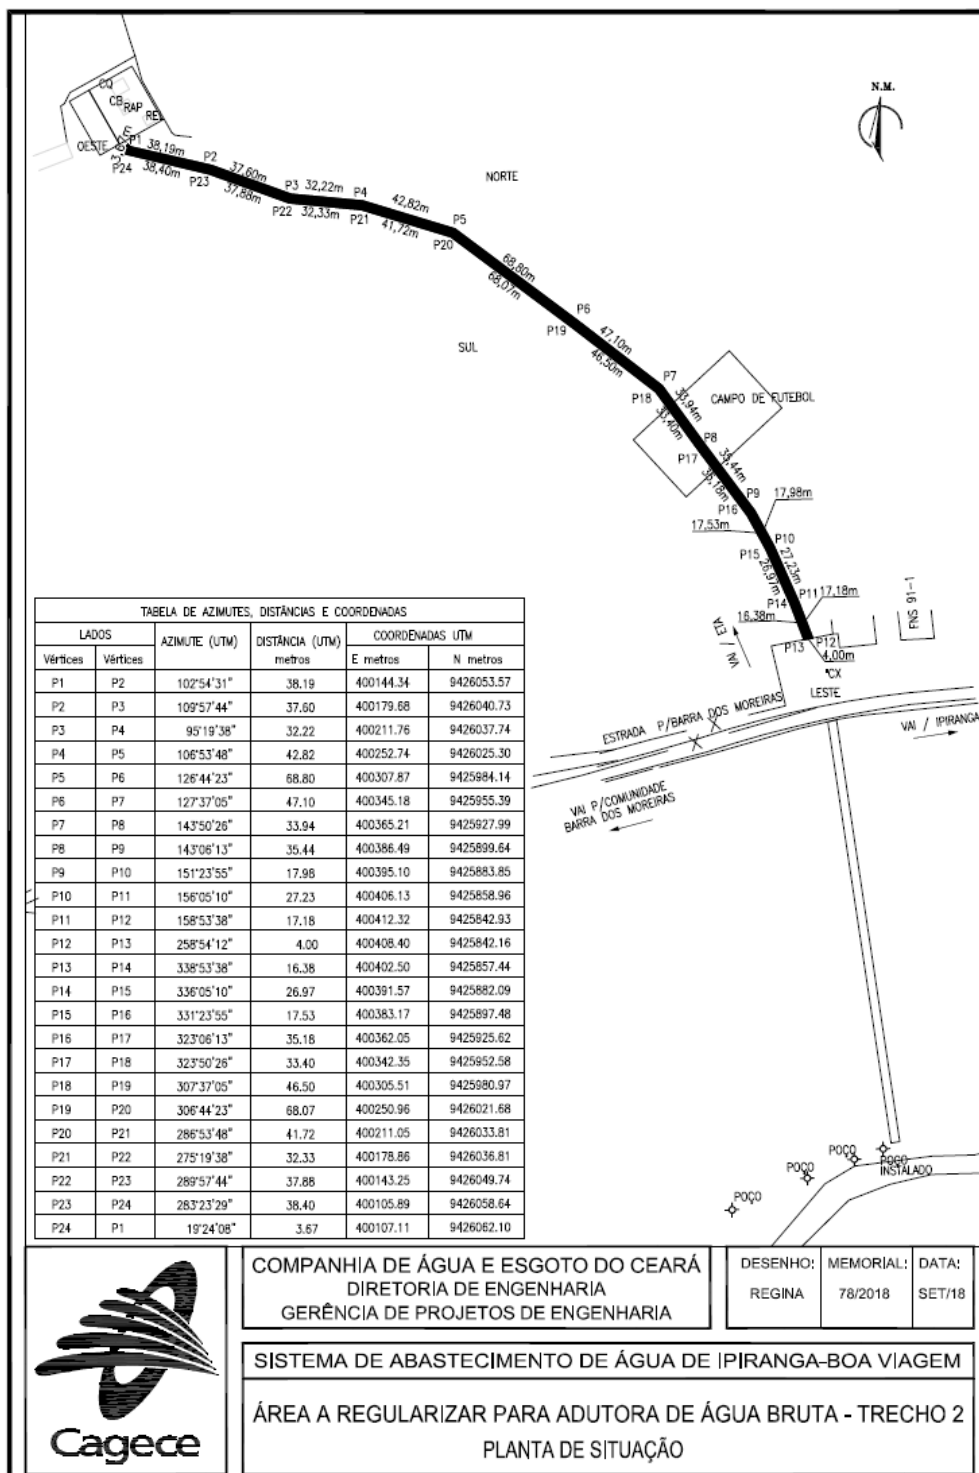 N.M.
CQ
CB
RAP
REL
OESTE
P1
38,19m
P2
P24
38,40m
P23
37,60m
37,88m
P3
32,22m
P4
P22
32,33m
P21
42,82m
41,72m
P5
P20
NORTE
68,80m
68,07m
SUL
P6
P19
47,10m
46,50m
P7
P18
CAMPO DE FUTEBOL
33,94m
33,40m
P8
P17
35,44m
35,18m
P9
P16
17,98m
17,53m
P10
P15
27,23m
26,97m
P11
17,18m
P14
16,38m
P12
P13
4,00m
CX
LESTE
FNS 91-1
VAI / ETA
ESTRADA P/BARRA DOS MOREIRAS
VAI / IPIRANGA
VAI P/COMUNIDADE
BARRA DOS MOREIRAS
POÇO
POÇO
POÇO
POÇO
INSTALADO
TABELA DE AZIMUTES, DISTÂNCIAS E COORDENADAS
LADOS AZIMUTE (UTM) DISTÂNCIA (UTM) metros COORDENADAS UTM
Vértices Vértices E metros N metros
P1 P2 102°54'31" 38.19 400144.34 9426053.57
P2 P3 109°57'44" 37.60 400179.68 9426040.73
P3 P4 95°19'38" 32.22 400211.76 9426037.74
P4 P5 106°53'48" 42.82 400252.74 9426025.30
P5 P6 126°44'23" 68.80 400307.87 9425984.14
P6 P7 127°37'05" 47.10 400345.18 9425955.39
P7 P8 143°50'26" 33.94 400365.21 9425927.99
P8 P9 143°06'13" 35.44 400386.49 9425899.64
P9 P10 151°23'55" 17.98 400395.10 9425883.85
P10 P11 156°05'10" 27.23 400406.13 9425858.96
P11 P12 158°53'38" 17.18 400412.32 9425842.93
P12 P13 258°54'12" 4.00 400408.40 9425842.16
P13 P14 338°53'38" 16.38 400402.50 9425857.44
P14 P15 336°05'10" 26.97 400391.57 9425882.09
P15 P16 331°23'55" 17.53 400383.17 9425897.48
P16 P17 323°06'13" 35.18 400362.05 9425925.62
P17 P18 323°50'26" 33.40 400342.35 9425952.58
P18 P19 307°37'05" 46.50 400305.51 9425980.97
P19 P20 306°44'23" 68.07 400250.96 9426021.68
P20 P21 286°53'48" 41.72 400211.05 9426033.81
P21 P22 275°19'38" 32.33 400178.86 9426036.81
P22 P23 289°57'44" 37.88 400143.25 9426049.74
P23 P24 283°23'29" 38.40 400105.89 9426058.64
P24 P1 19°24'08" 3.67 400107.11 9426062.10
Cagece
COMPANHIA DE ÁGUA E ESGOTO DO CEARÁ
DIRETORIA DE ENGENHARIA
GERÊNCIA DE PROJETOS DE ENGENHARIA
DESENHO: MEMORIAL: DATA:
REGINA 78/2018 SET/18
SISTEMA DE ABASTECIMENTO DE ÁGUA DE IPIRANGA-BOA VIAGEM
ÁREA A REGULARIZAR PARA ADUTORA DE ÁGUA BRUTA - TRECHO 2
PLANTA DE SITUAÇÃO